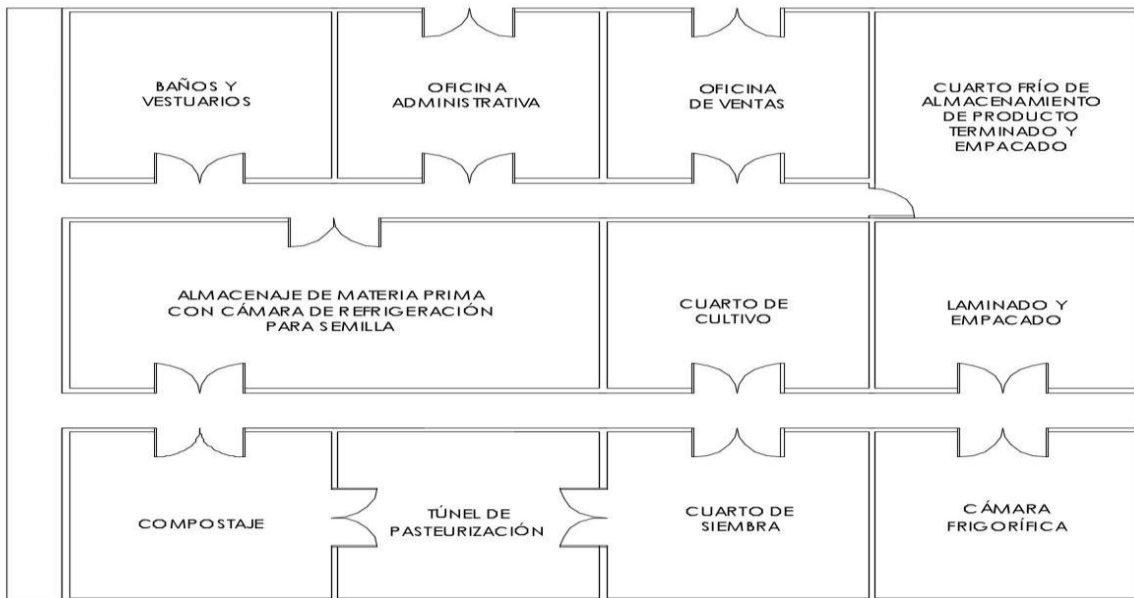 BAÑOS Y
VESTUARIOS
OFICINA
ADMINISTRATIVA
OFICINA
DE VENTAS
CUARTO FRÍO DE
ALMACENAMIENTO
DE PRODUCTO
TERMINADO Y
EMPACADO
ALMACENAJE DE MATERIA PRIMA
CON CÁMARA DE REFRIGERACIÓN
PARA SEMILLA
CUARTO DE
CULTIVO
LAMINADO Y
EMPACADO
COMPOSTAJE
TÚNEL DE
PASTEURIZACIÓN
CUARTO DE
SIEMBRA
CÁMARA
FRIGORÍFICA